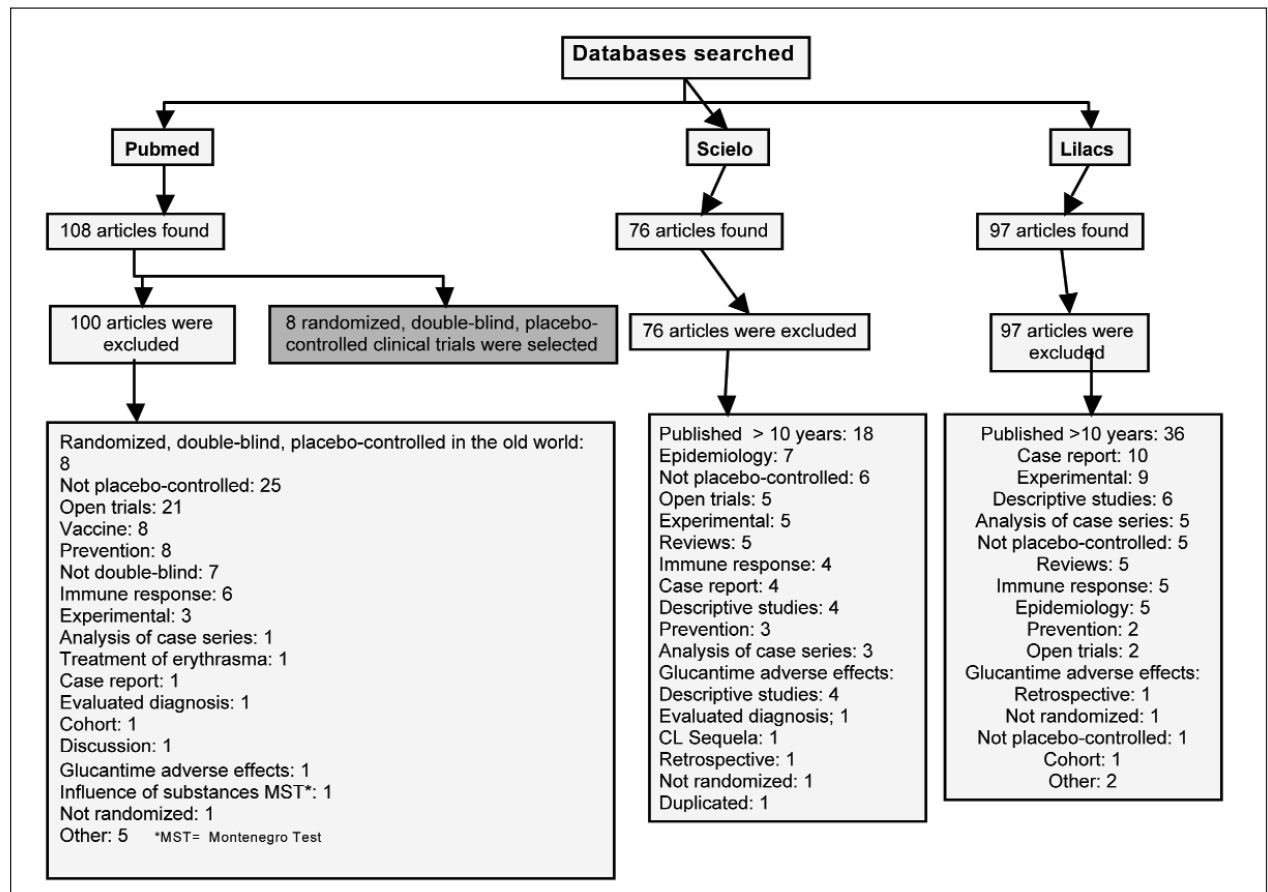 Databases searched
Pubmed
Scielo
Lilacs
108 articles found
76 articles found
97 articles found
100 articles were
excluded
8 randomized, double-blind, placebo-
controlled clinical trials were selected
76 articles were excluded
97 articles were
excluded
Randomized, double-blind, placebo-controlled in the old world:
8
Not placebo-controlled: 25
Open trials: 21
Vaccine: 8
Prevention: 8
Not double-blind: 7
Immune response: 6
Experimental: 3
Analysis of case series: 1
Treatment of erythrasma: 1
Case report: 1
Evaluated diagnosis: 1
Cohort: 1
Discussion: 1
Glucantime adverse effects: 1
Influence of substances MST*: 1
Not randomized: 1
Other: 5 *MST= Montenegro Test
Published > 10 years: 18
Epidemiology: 7
Not placebo-controlled: 6
Open trials: 5
Experimental: 5
Reviews: 5
Immune response: 4
Case report: 4
Descriptive studies: 4
Prevention: 3
Analysis of case series: 3
Glucantime adverse effects:
Descriptive studies: 4
Evaluated diagnosis; 1
CL Sequela: 1
Retrospective: 1
Not randomized: 1
Duplicated: 1
Published >10 years: 36
Case report: 10
Experimental: 9
Descriptive studies: 6
Analysis of case series: 5
Not placebo-controlled: 5
Reviews: 5
Immune response: 5
Epidemiology: 5
Prevention: 2
Open trials: 2
Glucantime adverse effects:
Retrospective: 1
Not randomized: 1
Not placebo-controlled: 1
Cohort: 1
Other: 2